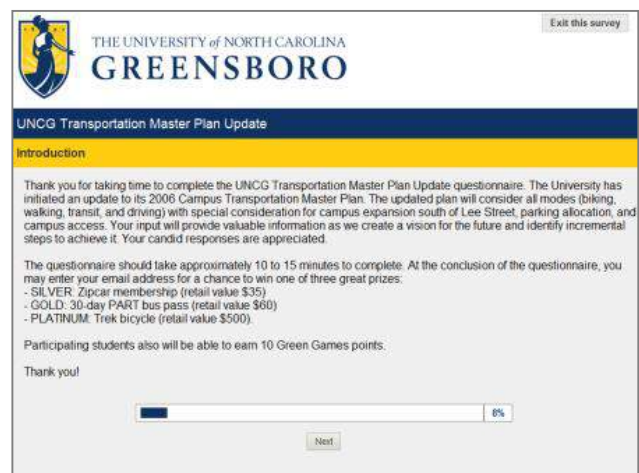 Exit this survey
THE UNIVERSITY of NORTH CAROLINA
GREENSBORO
UNCG Transportation Master Plan Update
Introduction
Thank you for taking time to complete the UNCG Transportation Master Plan Update questionnaire. The University has
initiated an update to its 2006 Campus Transportation Master Plan. The updated plan will consider all modes (biking,
walking, transit, and driving) with special consideration for campus expansion south of Lee Street, parking allocation, and
campus access. Your input will provide valuable information as we create a vision for the future and identify incremental
steps to achieve it. Your candid responses are appreciated.
The questionnaire should take approximately 10 to 15 minutes to complete. At the conclusion of the questionnaire, you
may enter your email address for a chance to win one of three great prizes:
- SILVER: Zipcar membership (retail value $35)
- GOLD: 30-day PART bus pass (retail value $60)
- PLATINUM: Trek bicycle (retail value $500).
Participating students also will be able to earn 10 Green Games points.
Thank you!
8%
Next